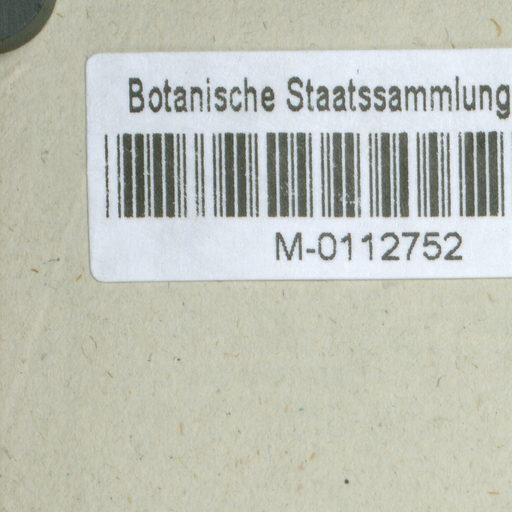 Botanische Staatssammlung
M-0112752